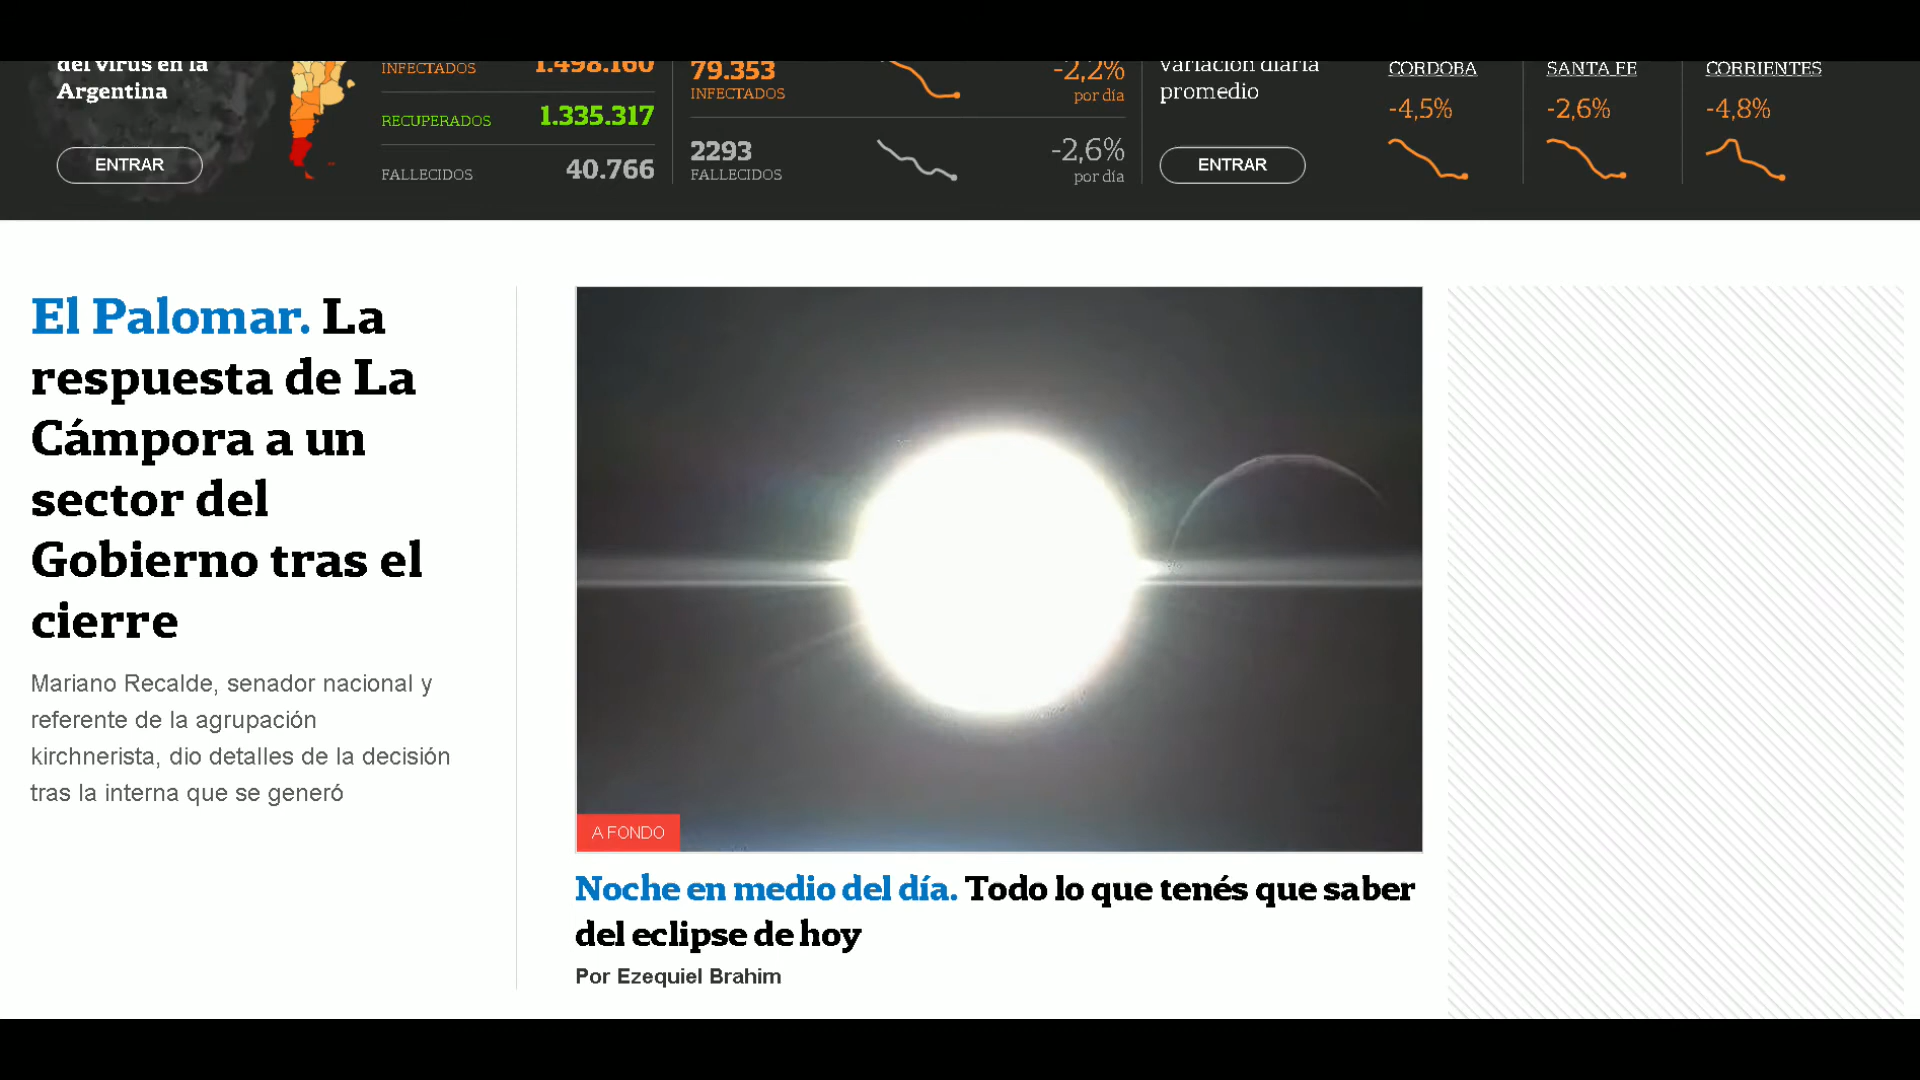 del virus en la
Argentina
ENTRAR
INFECTADOS 1.498.160
RECUPERADOS 1.335.317
FALLECIDOS 40.766
79.353
INFECTADOS
-2,2%
por día
2293
FALLECIDOS
-2,6%
por día
variación diaria
promedio
ENTRAR
CÓRDOBA
-4,5%
SANTA FE
-2,6%
CORRIENTES
-4,8%
El Palomar. La
respuesta de La
Cámpora a un
sector del
Gobierno tras el
cierre
Mariano Recalde, senador nacional y
referente de la agrupación
kirchnerista, dio detalles de la decisión
tras la interna que se generó
A FONDO
Noche en medio del día. Todo lo que tenés que saber
del eclipse de hoy
Por Ezequiel Brahim